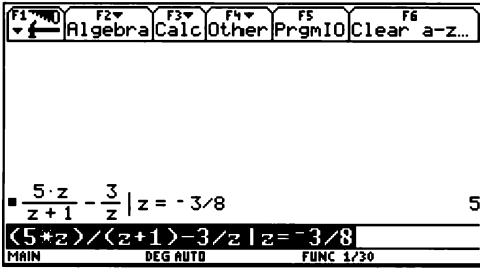 F1 F2 F3 F4 F5 F6
Algebra Calc Other PrgmIO Clear a-z…
5·z/z + 1 - 3/z | z = ⁻3/8 5
(5*z)/(z+1)-3/z|z=⁻3/8
MAIN DEG AUTO FUNC 1/30